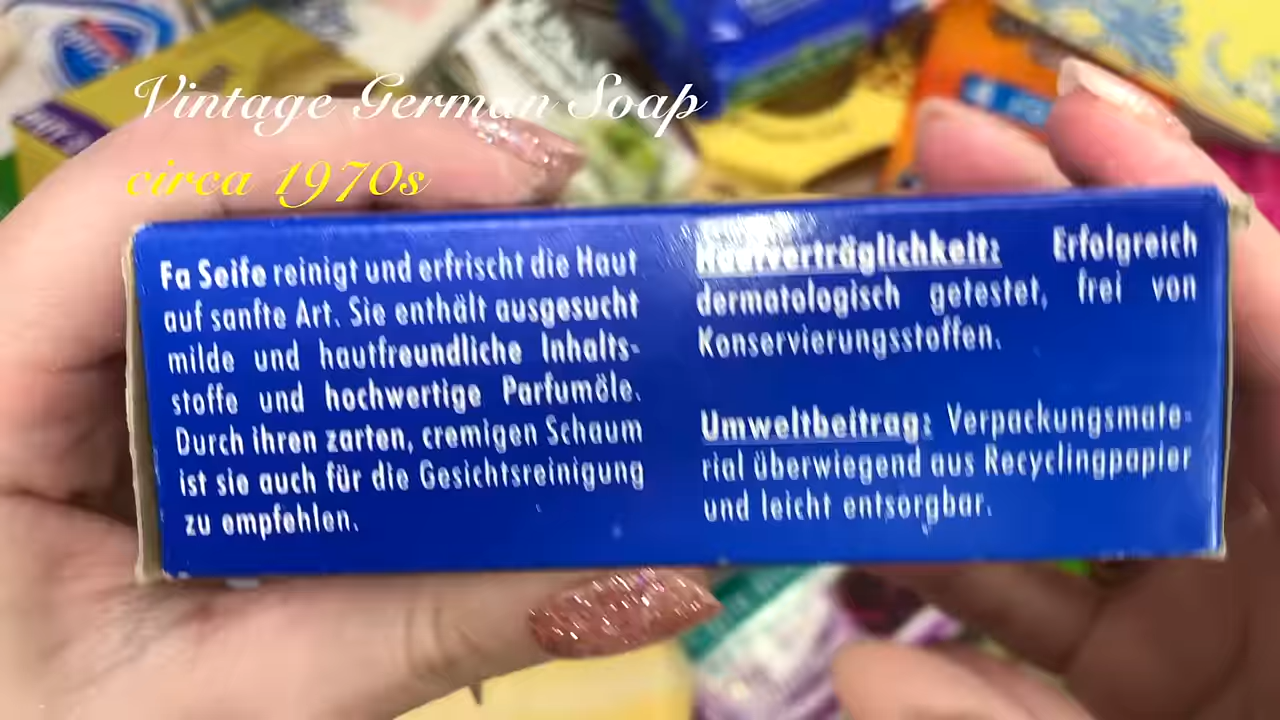 Vintage German Soap
circa 1970s
Fa Seife reinigt und erfrischt die Haut
auf sanfte Art. Sie enthält ausgesucht
milde und hautfreundliche Inhalts-
stoffe und hochwertige Parfumöle.
Durch ihren zarten, cremigen Schaum
ist sie auch für die Gesichtsreinigung
zu empfehlen.
Hautverträglichkeit: Erfolgreich
dermatologisch getestet, frei von
Konservierungsstoffen.
Umweltbeitrag: Verpackungsmate-
rial überwiegend aus Recyclingpapier
und leicht entsorgbar.